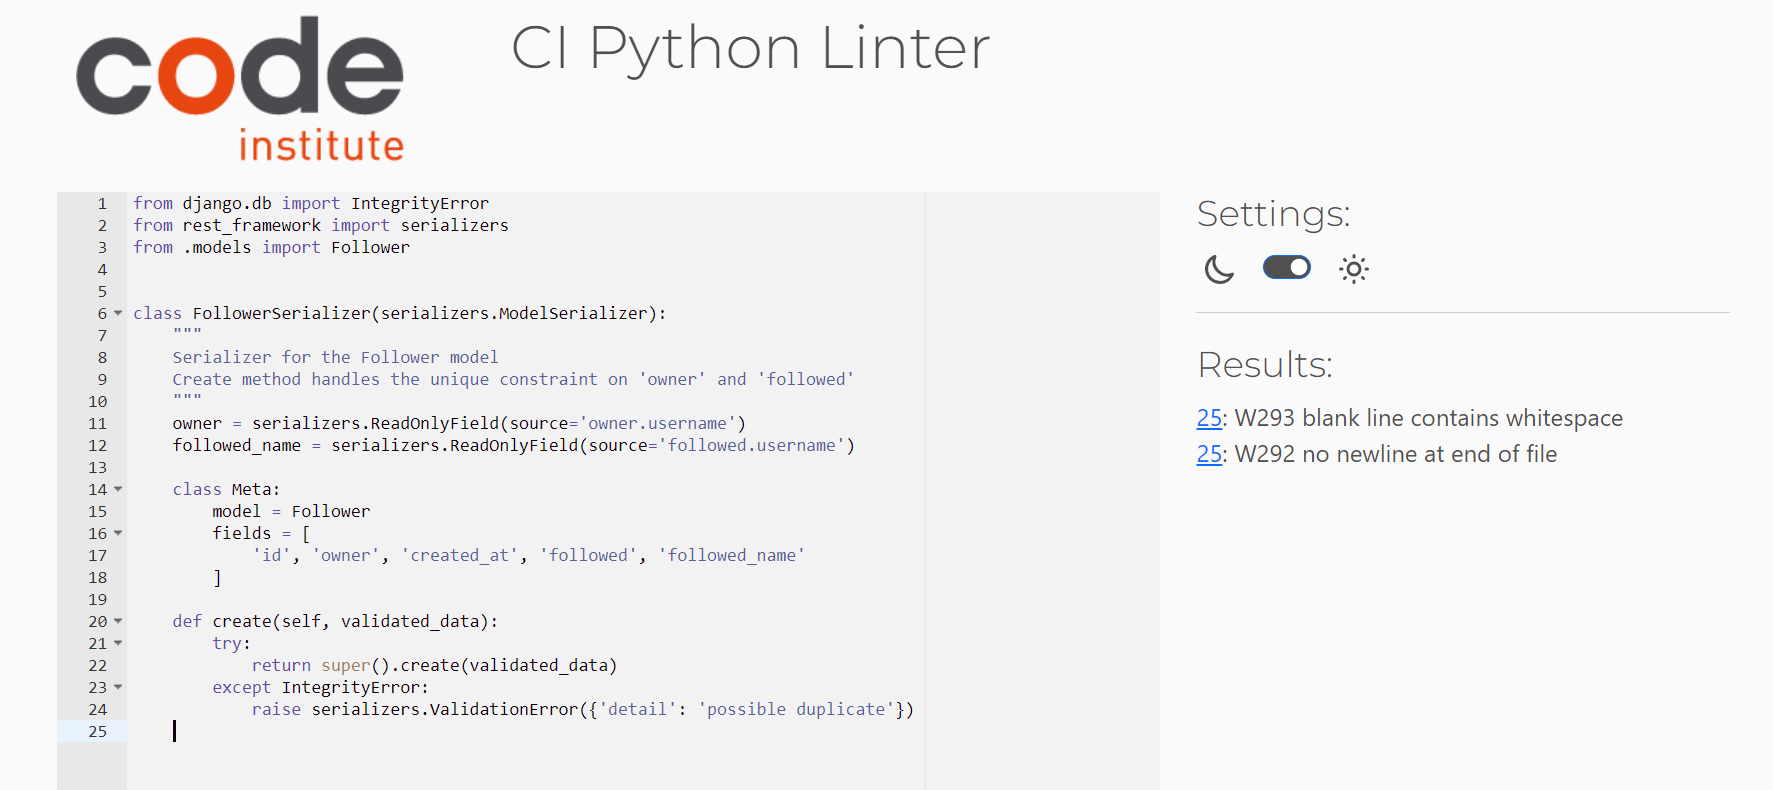 code
institute
CI Python Linter
1 from django.db import IntegrityError
2 from rest_framework import serializers
3 from .models import Follower
4
5
6 class FollowerSerializer(serializers.ModelSerializer):
7     """
8     Serializer for the Follower model
9     Create method handles the unique constraint on 'owner' and 'followed'
10     """
11     owner = serializers.ReadOnlyField(source='owner.username')
12     followed_name = serializers.ReadOnlyField(source='followed.username')
13
14     class Meta:
15         model = Follower
16         fields = [
17             'id', 'owner', 'created_at', 'followed', 'followed_name'
18         ]
19
20     def create(self, validated_data):
21         try:
22             return super().create(validated_data)
23         except IntegrityError:
24             raise serializers.ValidationError({'detail': 'possible duplicate'})
25
Settings:
Results:
25: W293 blank line contains whitespace
25: W292 no newline at end of file